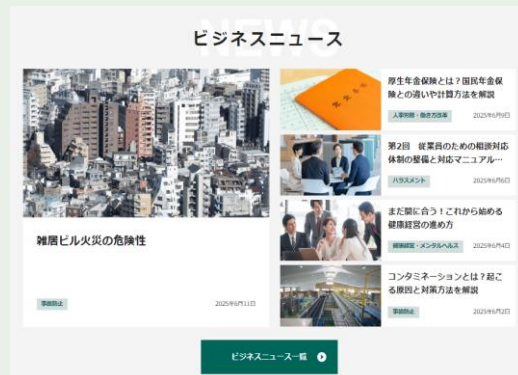 NEWS
ビジネスニュース
雑居ビル火災の危険性
事故防止
2025年6月11日
厚生年金保険とは？国民年金保
険との違いや計算方法を解説
人事労務・働き方改革
2025年6月9日
第2回 従業員のための相談対応
体制の整備と対応マニュアル…
ハラスメント
2025年6月6日
まだ間に合う！これから始める
健康経営の進め方
健康経営・メンタルヘルス
2025年6月4日
コンタミネーションとは？起こ
る原因と対策方法を解説
事故防止
2025年6月2日
ビジネスニュース一覧